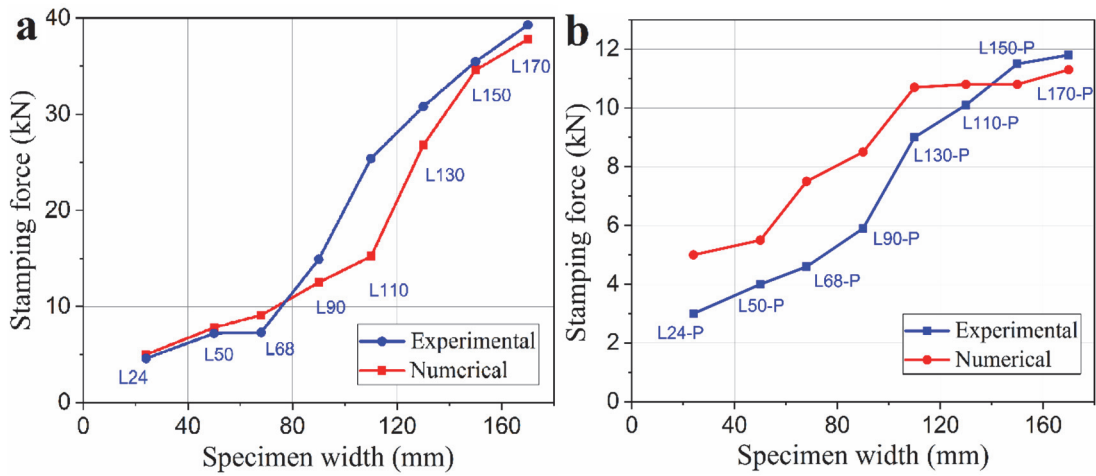 a
Stamping force (kN)
40
30
20
10
0
L24
L50
L68
L90
L110
L130
L150
L170
Experimental
Numerical
0 40 80 120 160
Specimen width (mm)
b
Stamping force (kN)
12
10
8
6
4
2
0
L24-P
L50-P
L68-P
L90-P
L130-P
L110-P
L150-P
L170-P
Experimental
Numerical
0 40 80 120 160
Specimen width (mm)